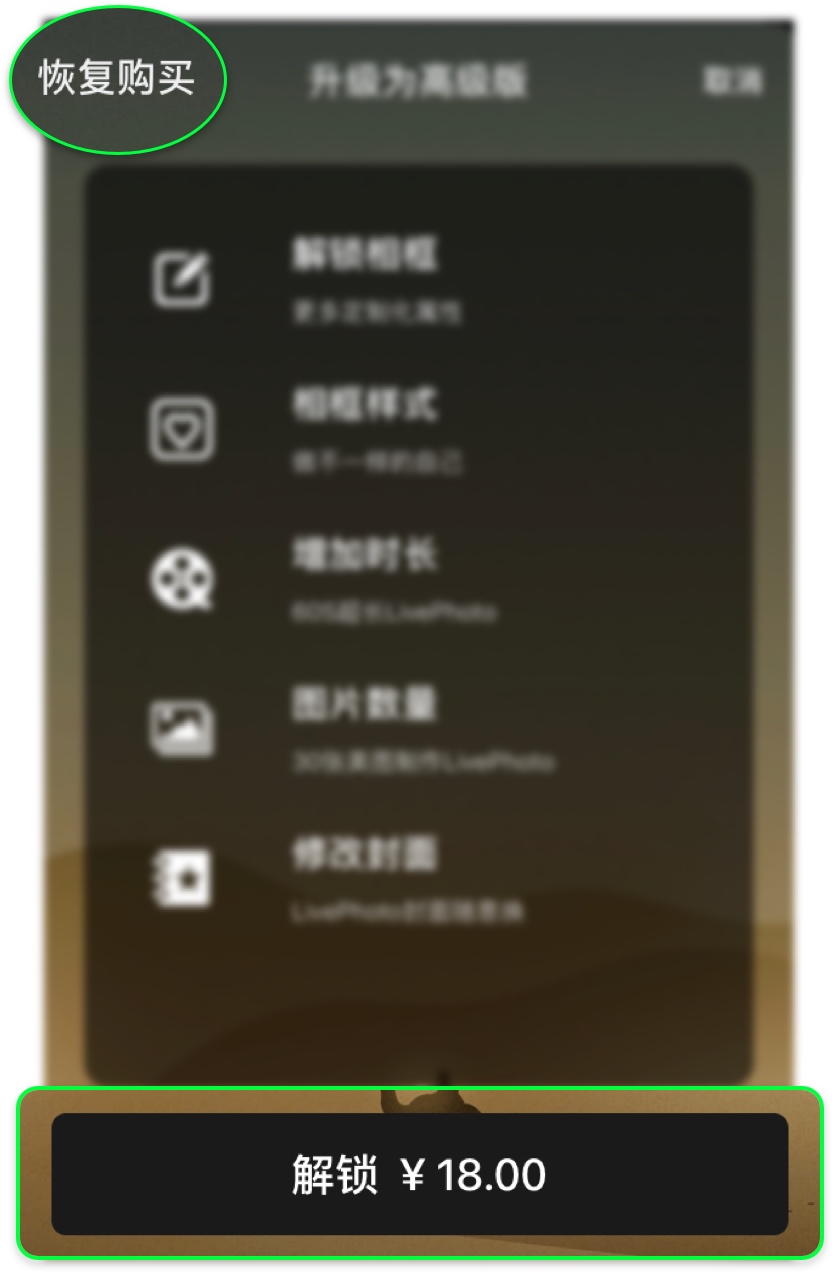 恢复购买
升级为高级版
取消
解锁相框
更多定制化属性
相框样式
做不一样的自己
增加时长
60S超长LivePhoto
图片数量
30张美图制作LivePhoto
修改封面
LivePhoto封面随意换
解锁 ¥ 18.00